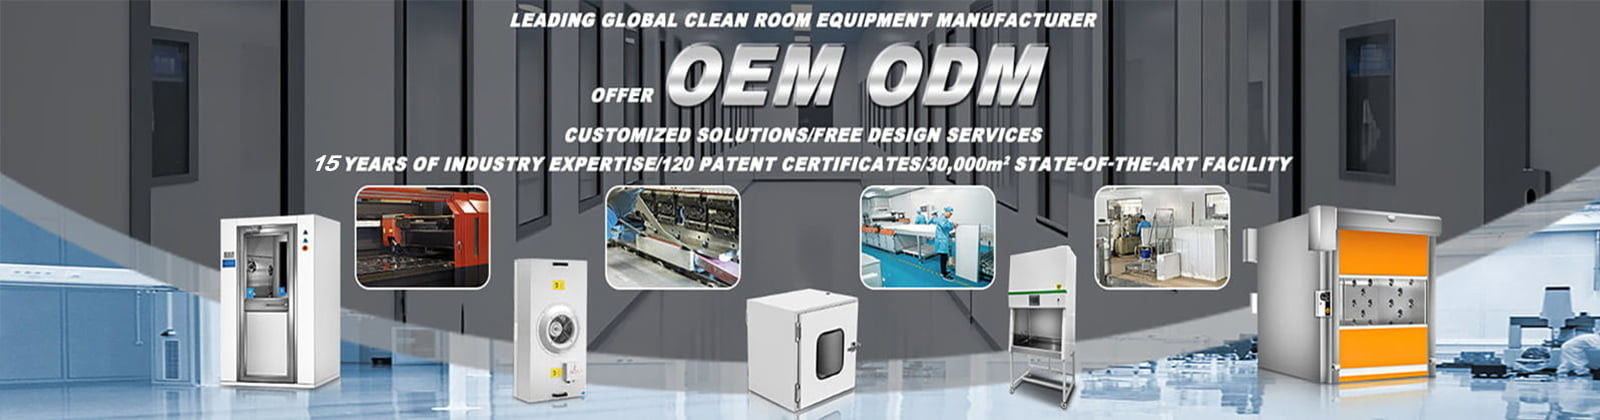 LEADING GLOBAL CLEAN ROOM EQUIPMENT MANUFACTURER
OFFER OEM ODM
CUSTOMIZED SOLUTIONS/FREE DESIGN SERVICES
15 YEARS OF INDUSTRY EXPERTISE/120 PATENT CERTIFICATES/30,000m² STATE-OF-THE-ART FACILITY